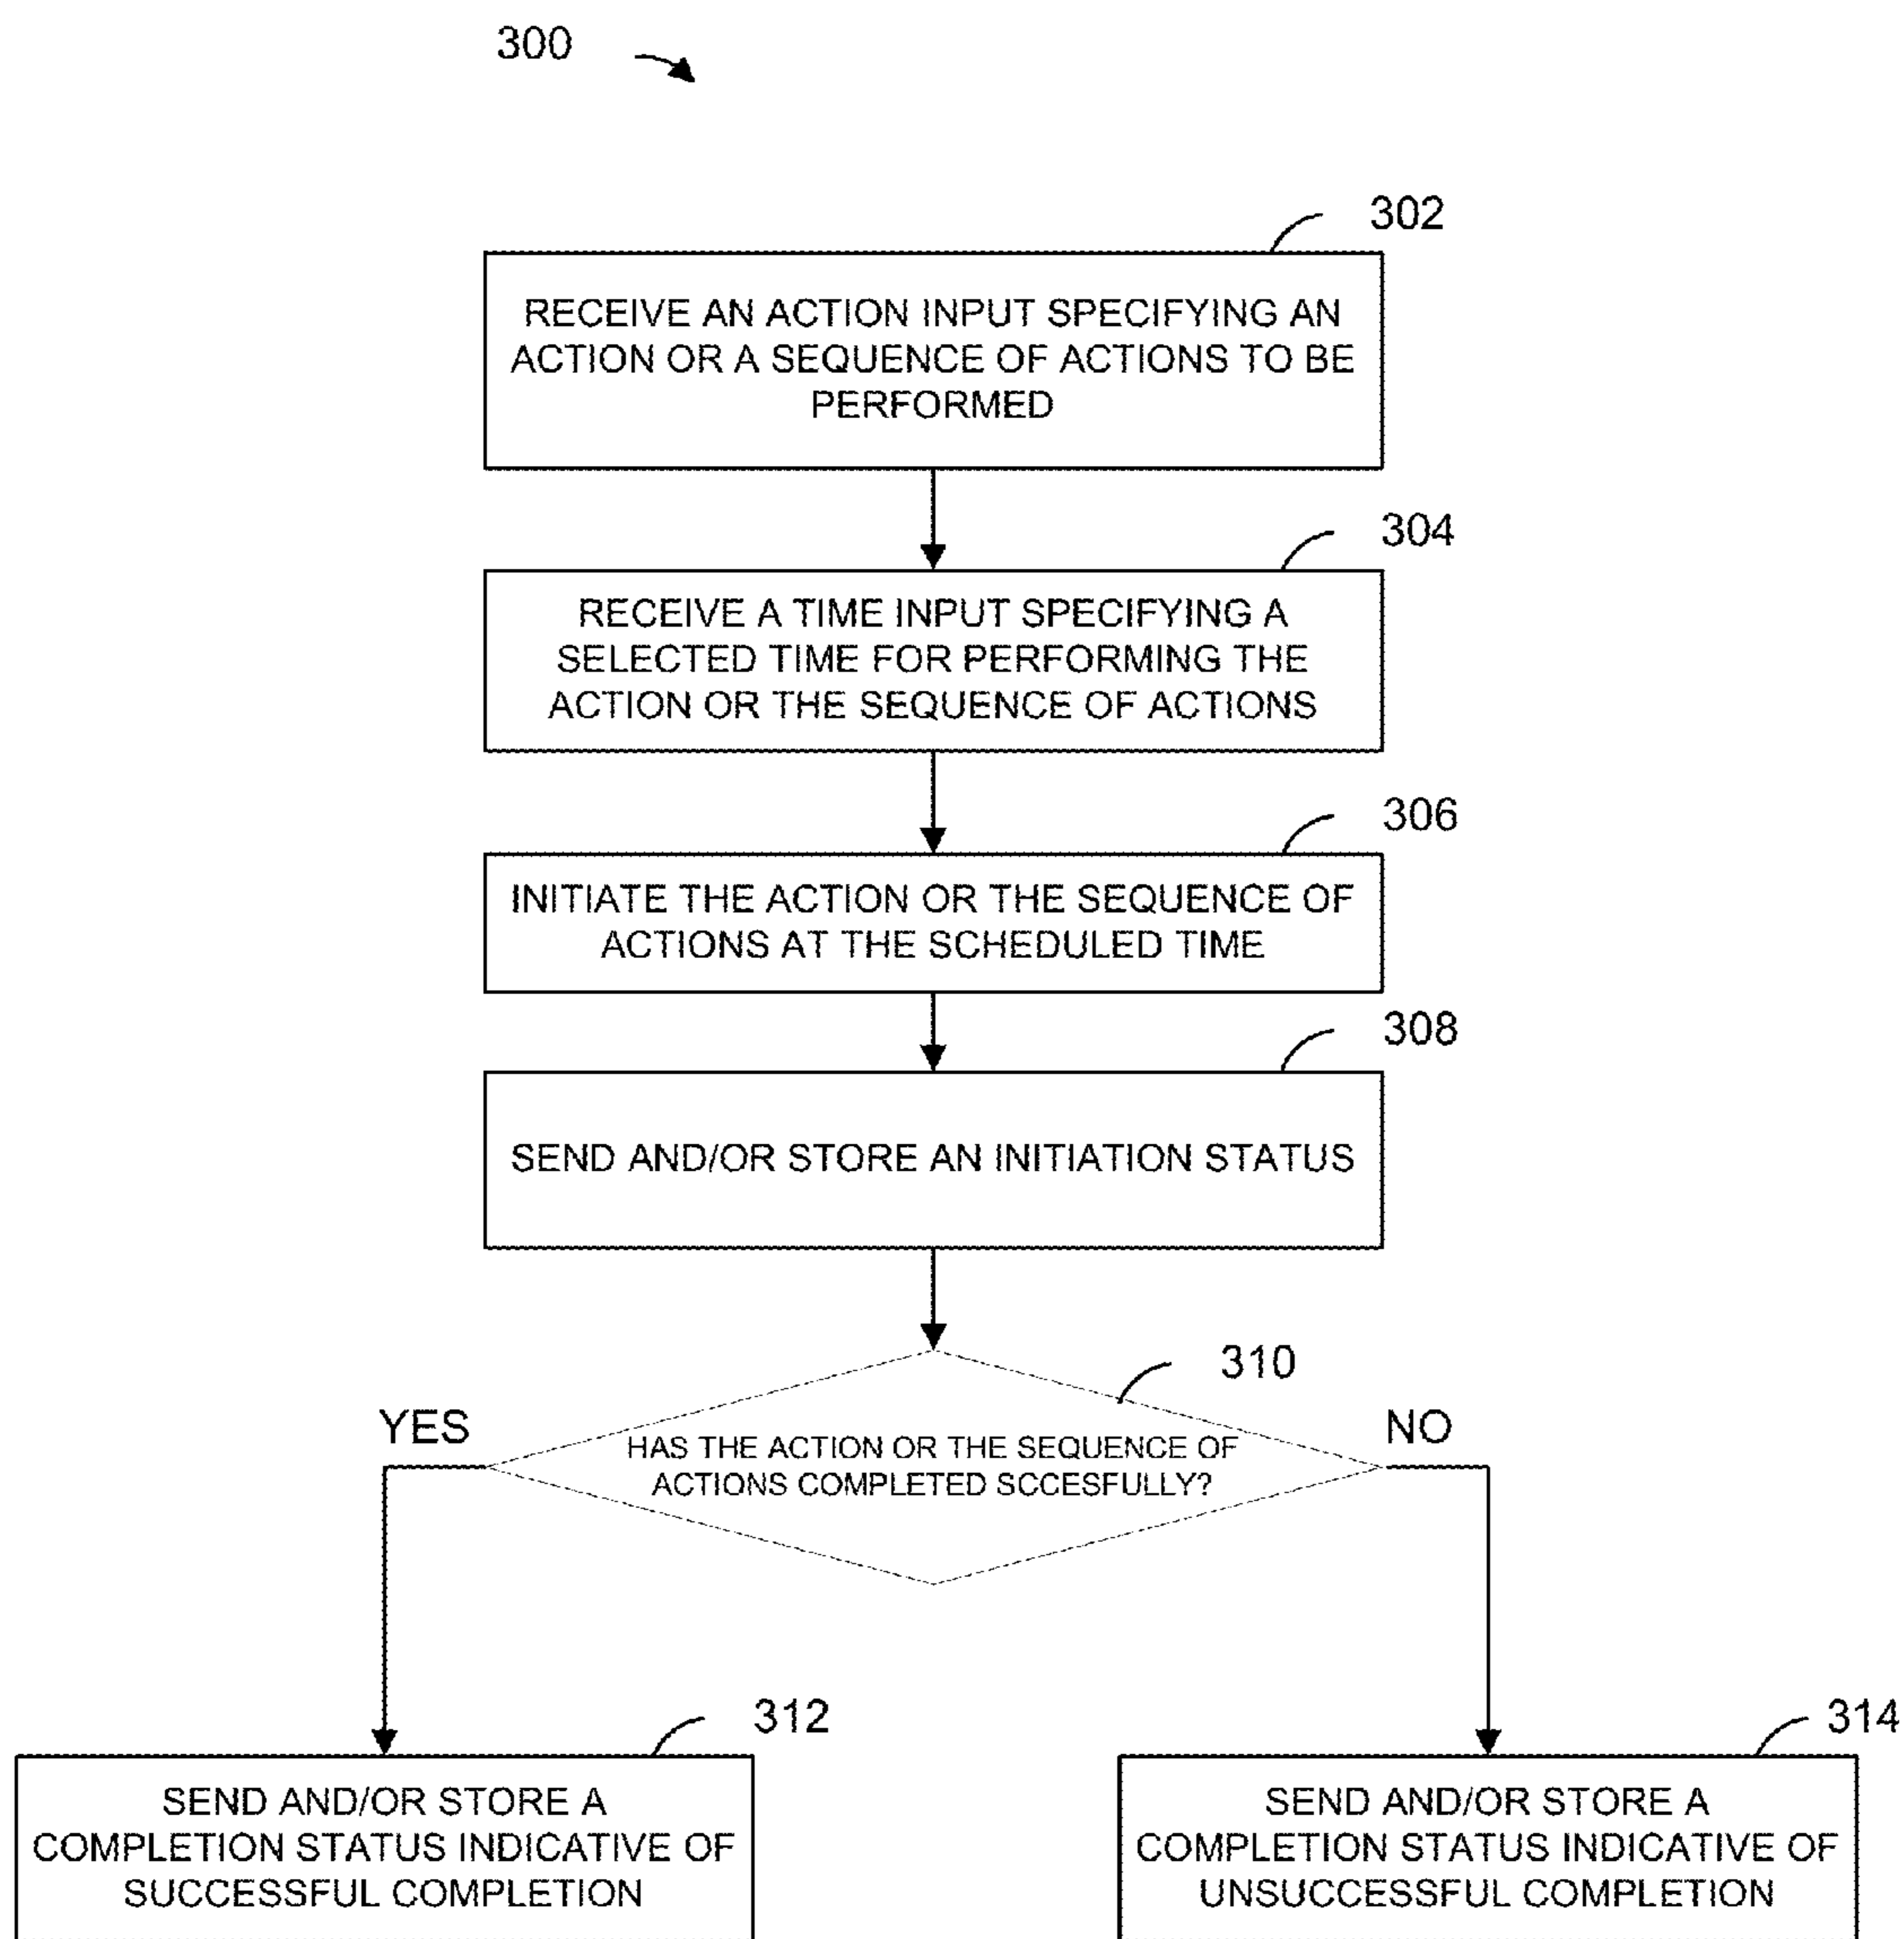 300
302
RECEIVE AN ACTION INPUT SPECIFYING AN
ACTION OR A SEQUENCE OF ACTIONS TO BE
PERFORMED
304
RECEIVE A TIME INPUT SPECIFYING A
SELECTED TIME FOR PERFORMING THE
ACTION OR THE SEQUENCE OF ACTIONS
306
INITIATE THE ACTION OR THE SEQUENCE OF
ACTIONS AT THE SCHEDULED TIME
308
SEND AND/OR STORE AN INITIATION STATUS
310
YES
NO
HAS THE ACTION OR THE SEQUENCE OF
ACTIONS COMPLETED SCCESFULLY?
312
SEND AND/OR STORE A
COMPLETION STATUS INDICATIVE OF
SUCCESSFUL COMPLETION
314
SEND AND/OR STORE A
COMPLETION STATUS INDICATIVE OF
UNSUCCESSFUL COMPLETION